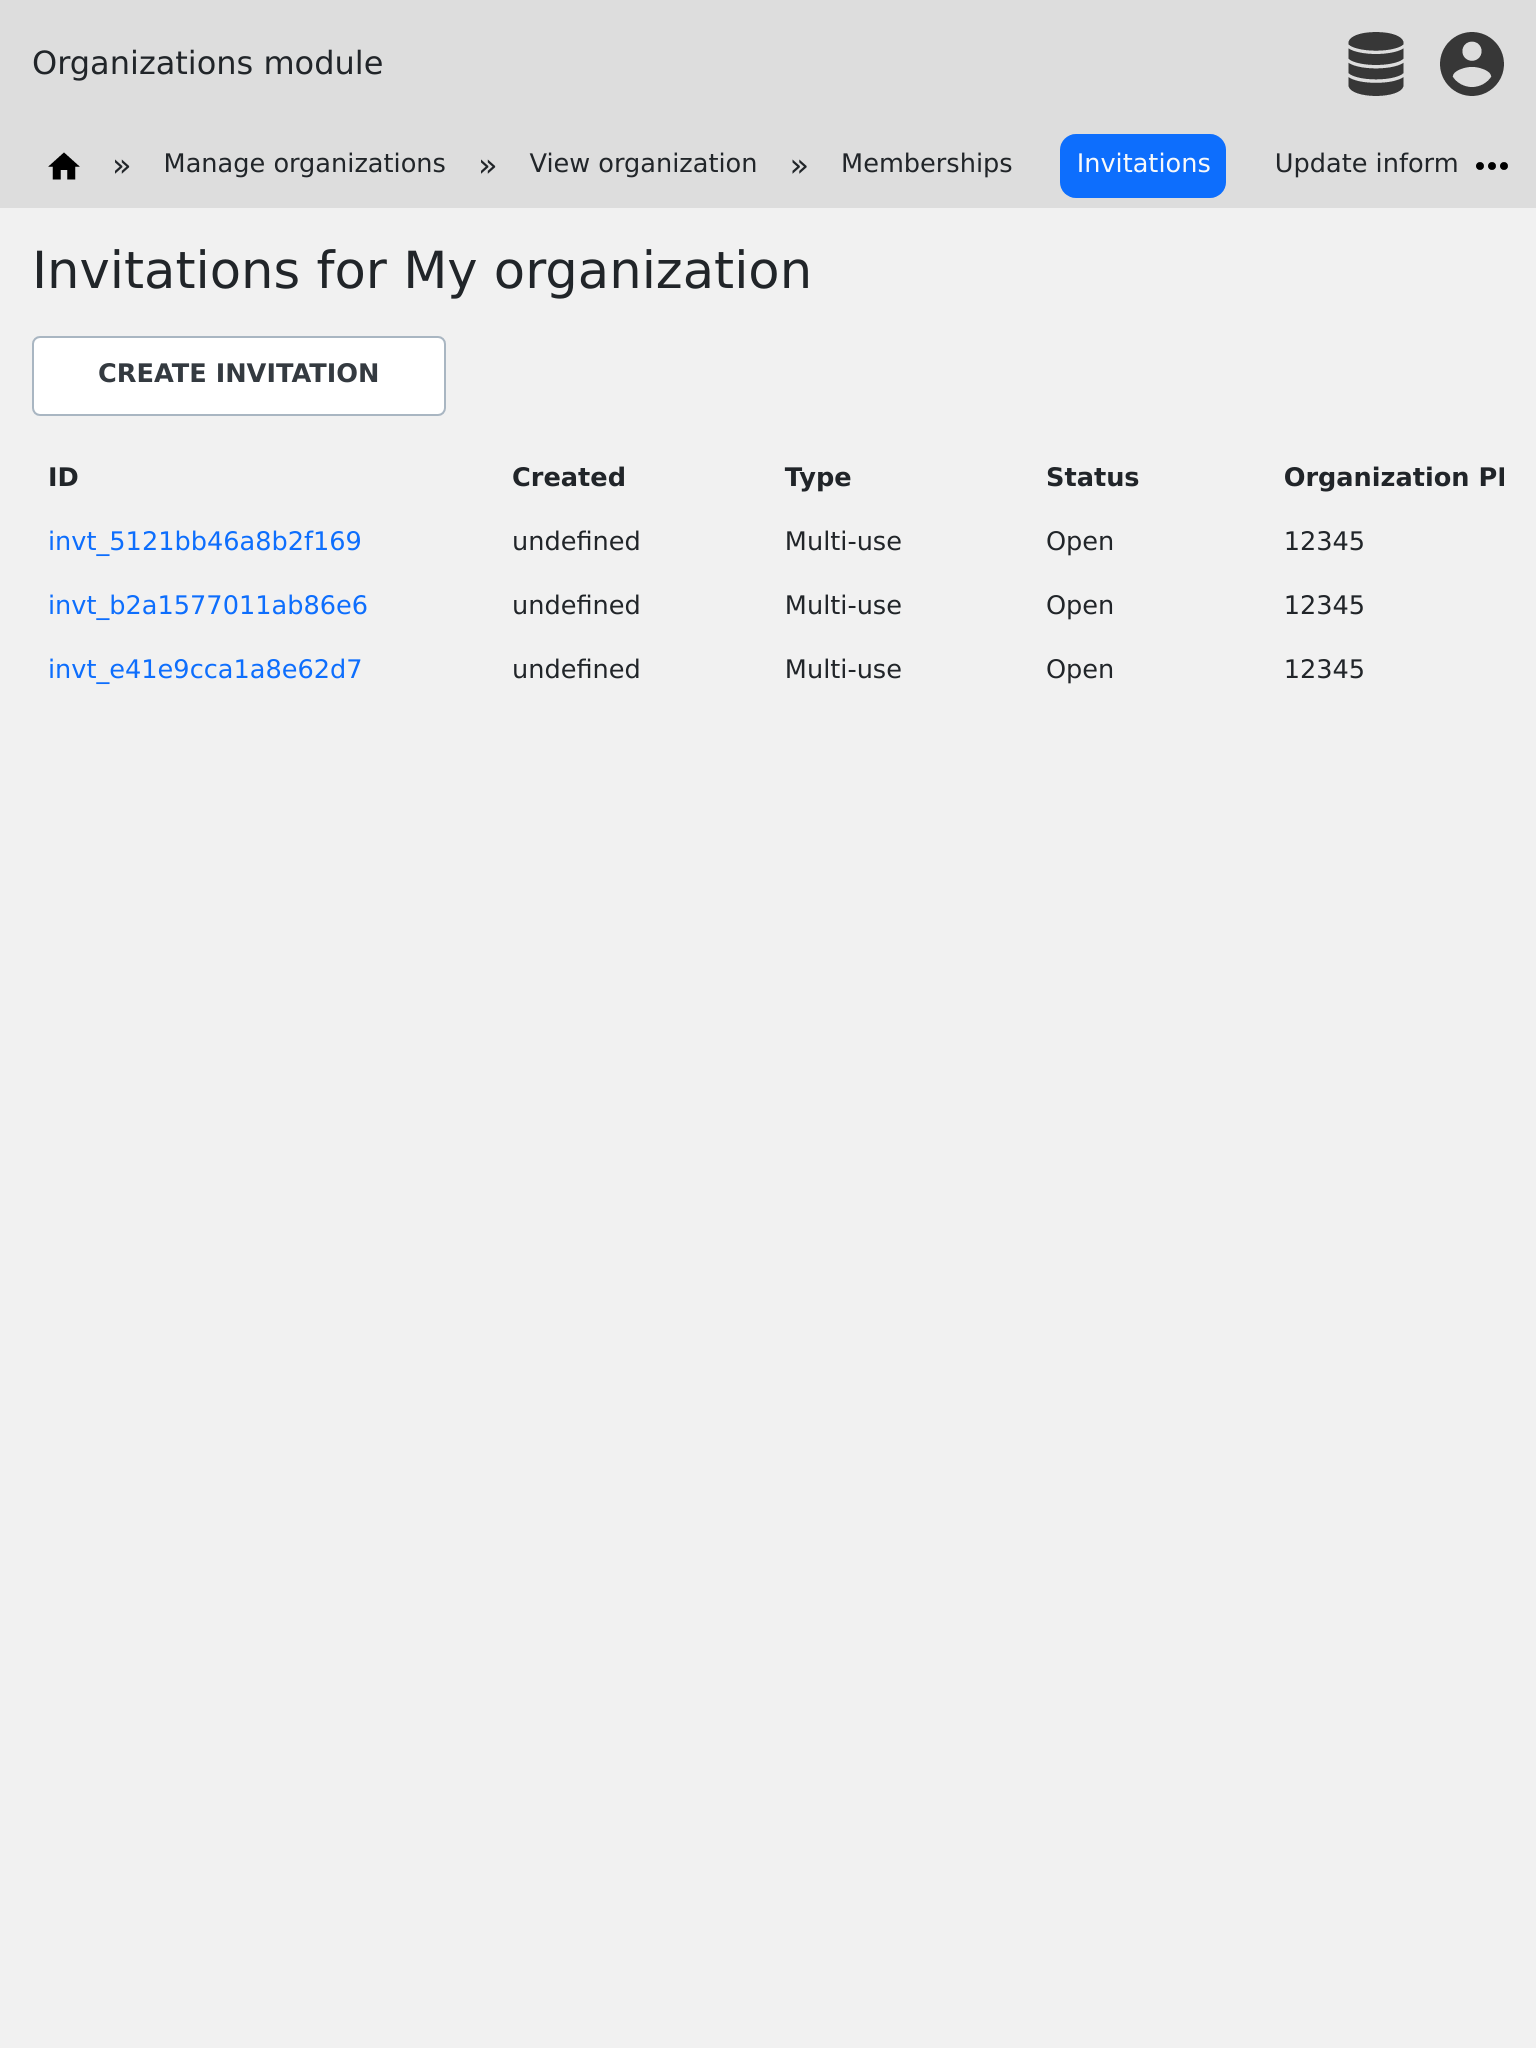 Organizations module
» Manage organizations » View organization » Memberships Invitations Update inform
Invitations for My organization
CREATE INVITATION
ID Created Type Status Organization PI
invt_5121bb46a8b2f169 undefined Multi-use Open 12345
invt_b2a1577011ab86e6 undefined Multi-use Open 12345
invt_e41e9cca1a8e62d7 undefined Multi-use Open 12345